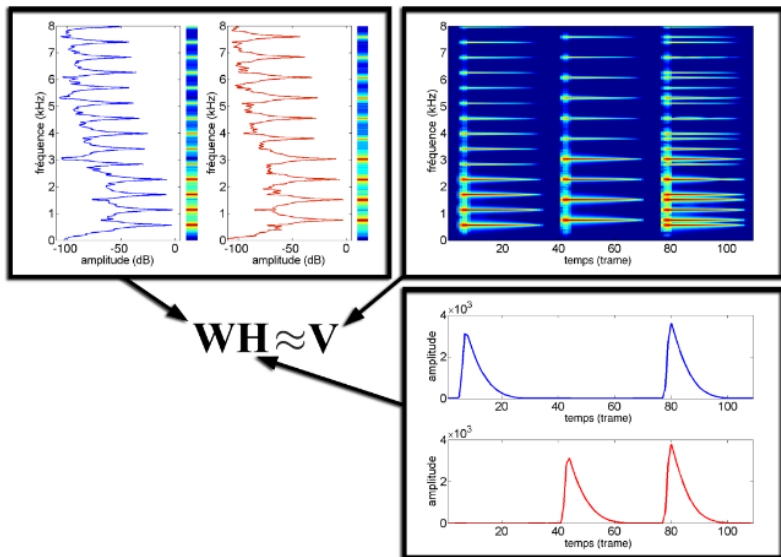 8
7
6
5
4
3
2
1
0
fréquence (kHz)
-100 -50 0
amplitude (dB)
8
7
6
5
4
3
2
1
0
fréquence (kHz)
-100 -50 0
amplitude (dB)
8
7
6
5
4
3
2
1
0
fréquence (kHz)
20 40 60 80 100
temps (trame)
WH≈V
4 x 10³
2
0
amplitude
20 40 60 80 100
temps (trame)
4 x 10³
2
0
amplitude
20 40 60 80 100
temps (trame)